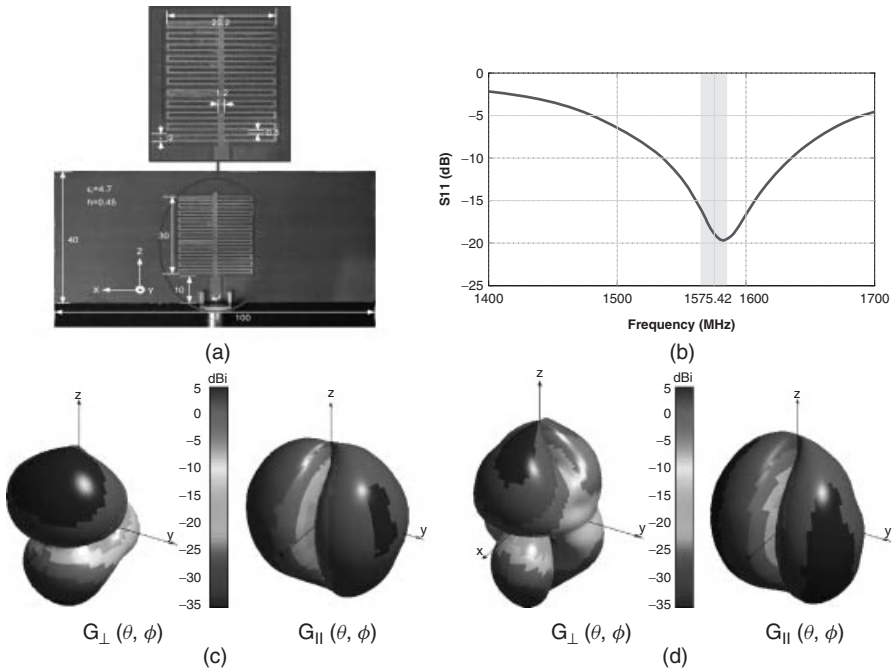 22.2
1.2
2
0.3
εr=4.7
h=0.45
40
30
10
Z
X
Y
100
(a)
0
−5
−10
−15
−20
−25
S11 (dB)
1400
1500
1575.42
1600
1700
Frequency (MHz)
(b)
dBi
5
0
−5
−10
−15
−20
−25
−30
−35
z
y
z
y
G⊥ (θ, ϕ)
G|| (θ, ϕ)
(c)
dBi
5
0
−5
−10
−15
−20
−25
−30
−35
z
y
x
z
y
G⊥ (θ, ϕ)
G|| (θ, ϕ)
(d)